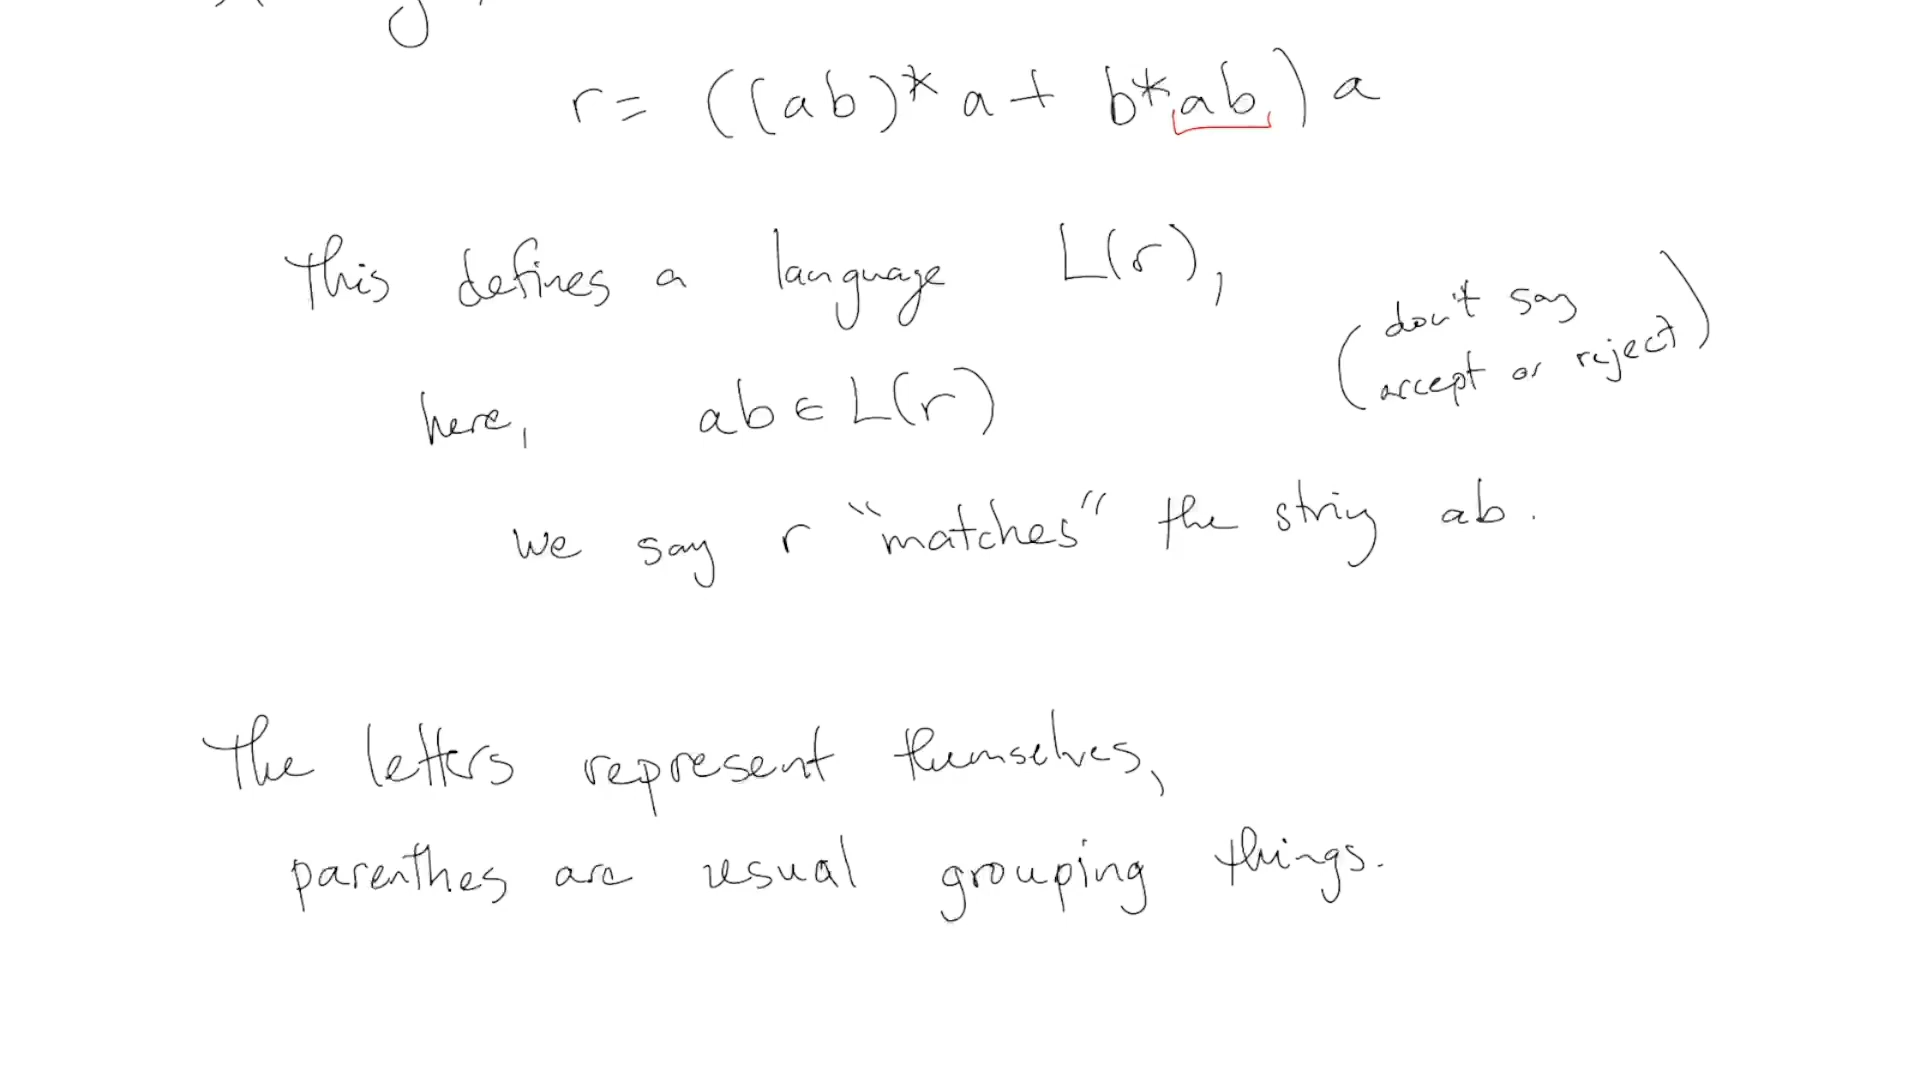 r = ((ab)* a + b* ab) a
This defines a language L(r),
(don't say
accept or reject)
here, ab ∈ L(r)
we say r "matches" the string ab.
The letters represent themselves,
parenthes are usual grouping things.